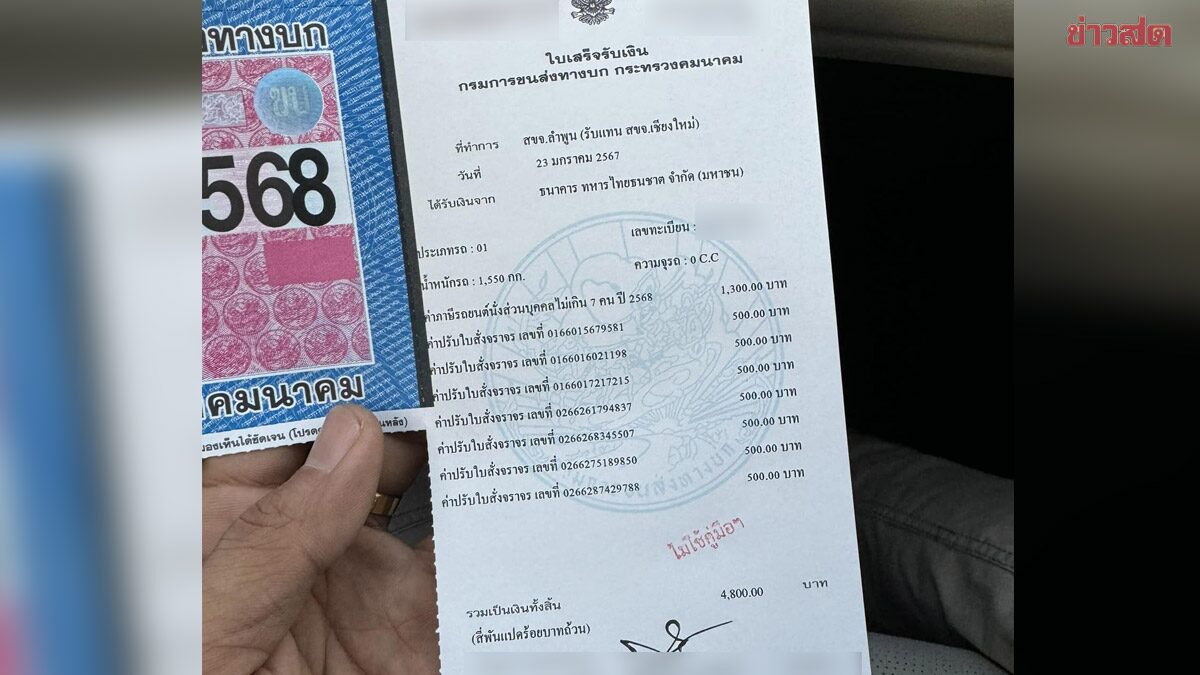 ข่าวสด
ทางบก
ขบ
568
คมนาคม
ใบเสร็จรับเงิน
กรมการขนส่งทางบก กระทรวงคมนาคม
ที่ทำการ สขจ.ลำพูน (รับแทน สขจ.เชียงใหม่)
วันที่ 23 มกราคม 2567
ได้รับเงินจาก ธนาคาร ทหารไทยธนชาต จำกัด (มหาชน)
ประเภทรถ : 01 เลขทะเบียน :
น้ำหนักรถ : 1,550 กก. ความจุรถ : 0 C.C
ค่าภาษีรถยนต์นั่งส่วนบุคคลไม่เกิน 7 คน ปี 2568 1,300.00 บาท
ค่าปรับใบสั่งจราจร เลขที่ 0166015679581 500.00 บาท
ค่าปรับใบสั่งจราจร เลขที่ 0166016021198 500.00 บาท
ค่าปรับใบสั่งจราจร เลขที่ 0166017217215 500.00 บาท
ค่าปรับใบสั่งจราจร เลขที่ 0266261794837 500.00 บาท
ค่าปรับใบสั่งจราจร เลขที่ 0266268345507 500.00 บาท
ค่าปรับใบสั่งจราจร เลขที่ 0266275189850 500.00 บาท
ค่าปรับใบสั่งจราจร เลขที่ 0266287429788 500.00 บาท
ไม่ใช้คู่มือฯ
รวมเป็นเงินทั้งสิ้น 4,800.00 บาท
(สี่พันแปดร้อยบาทถ้วน)